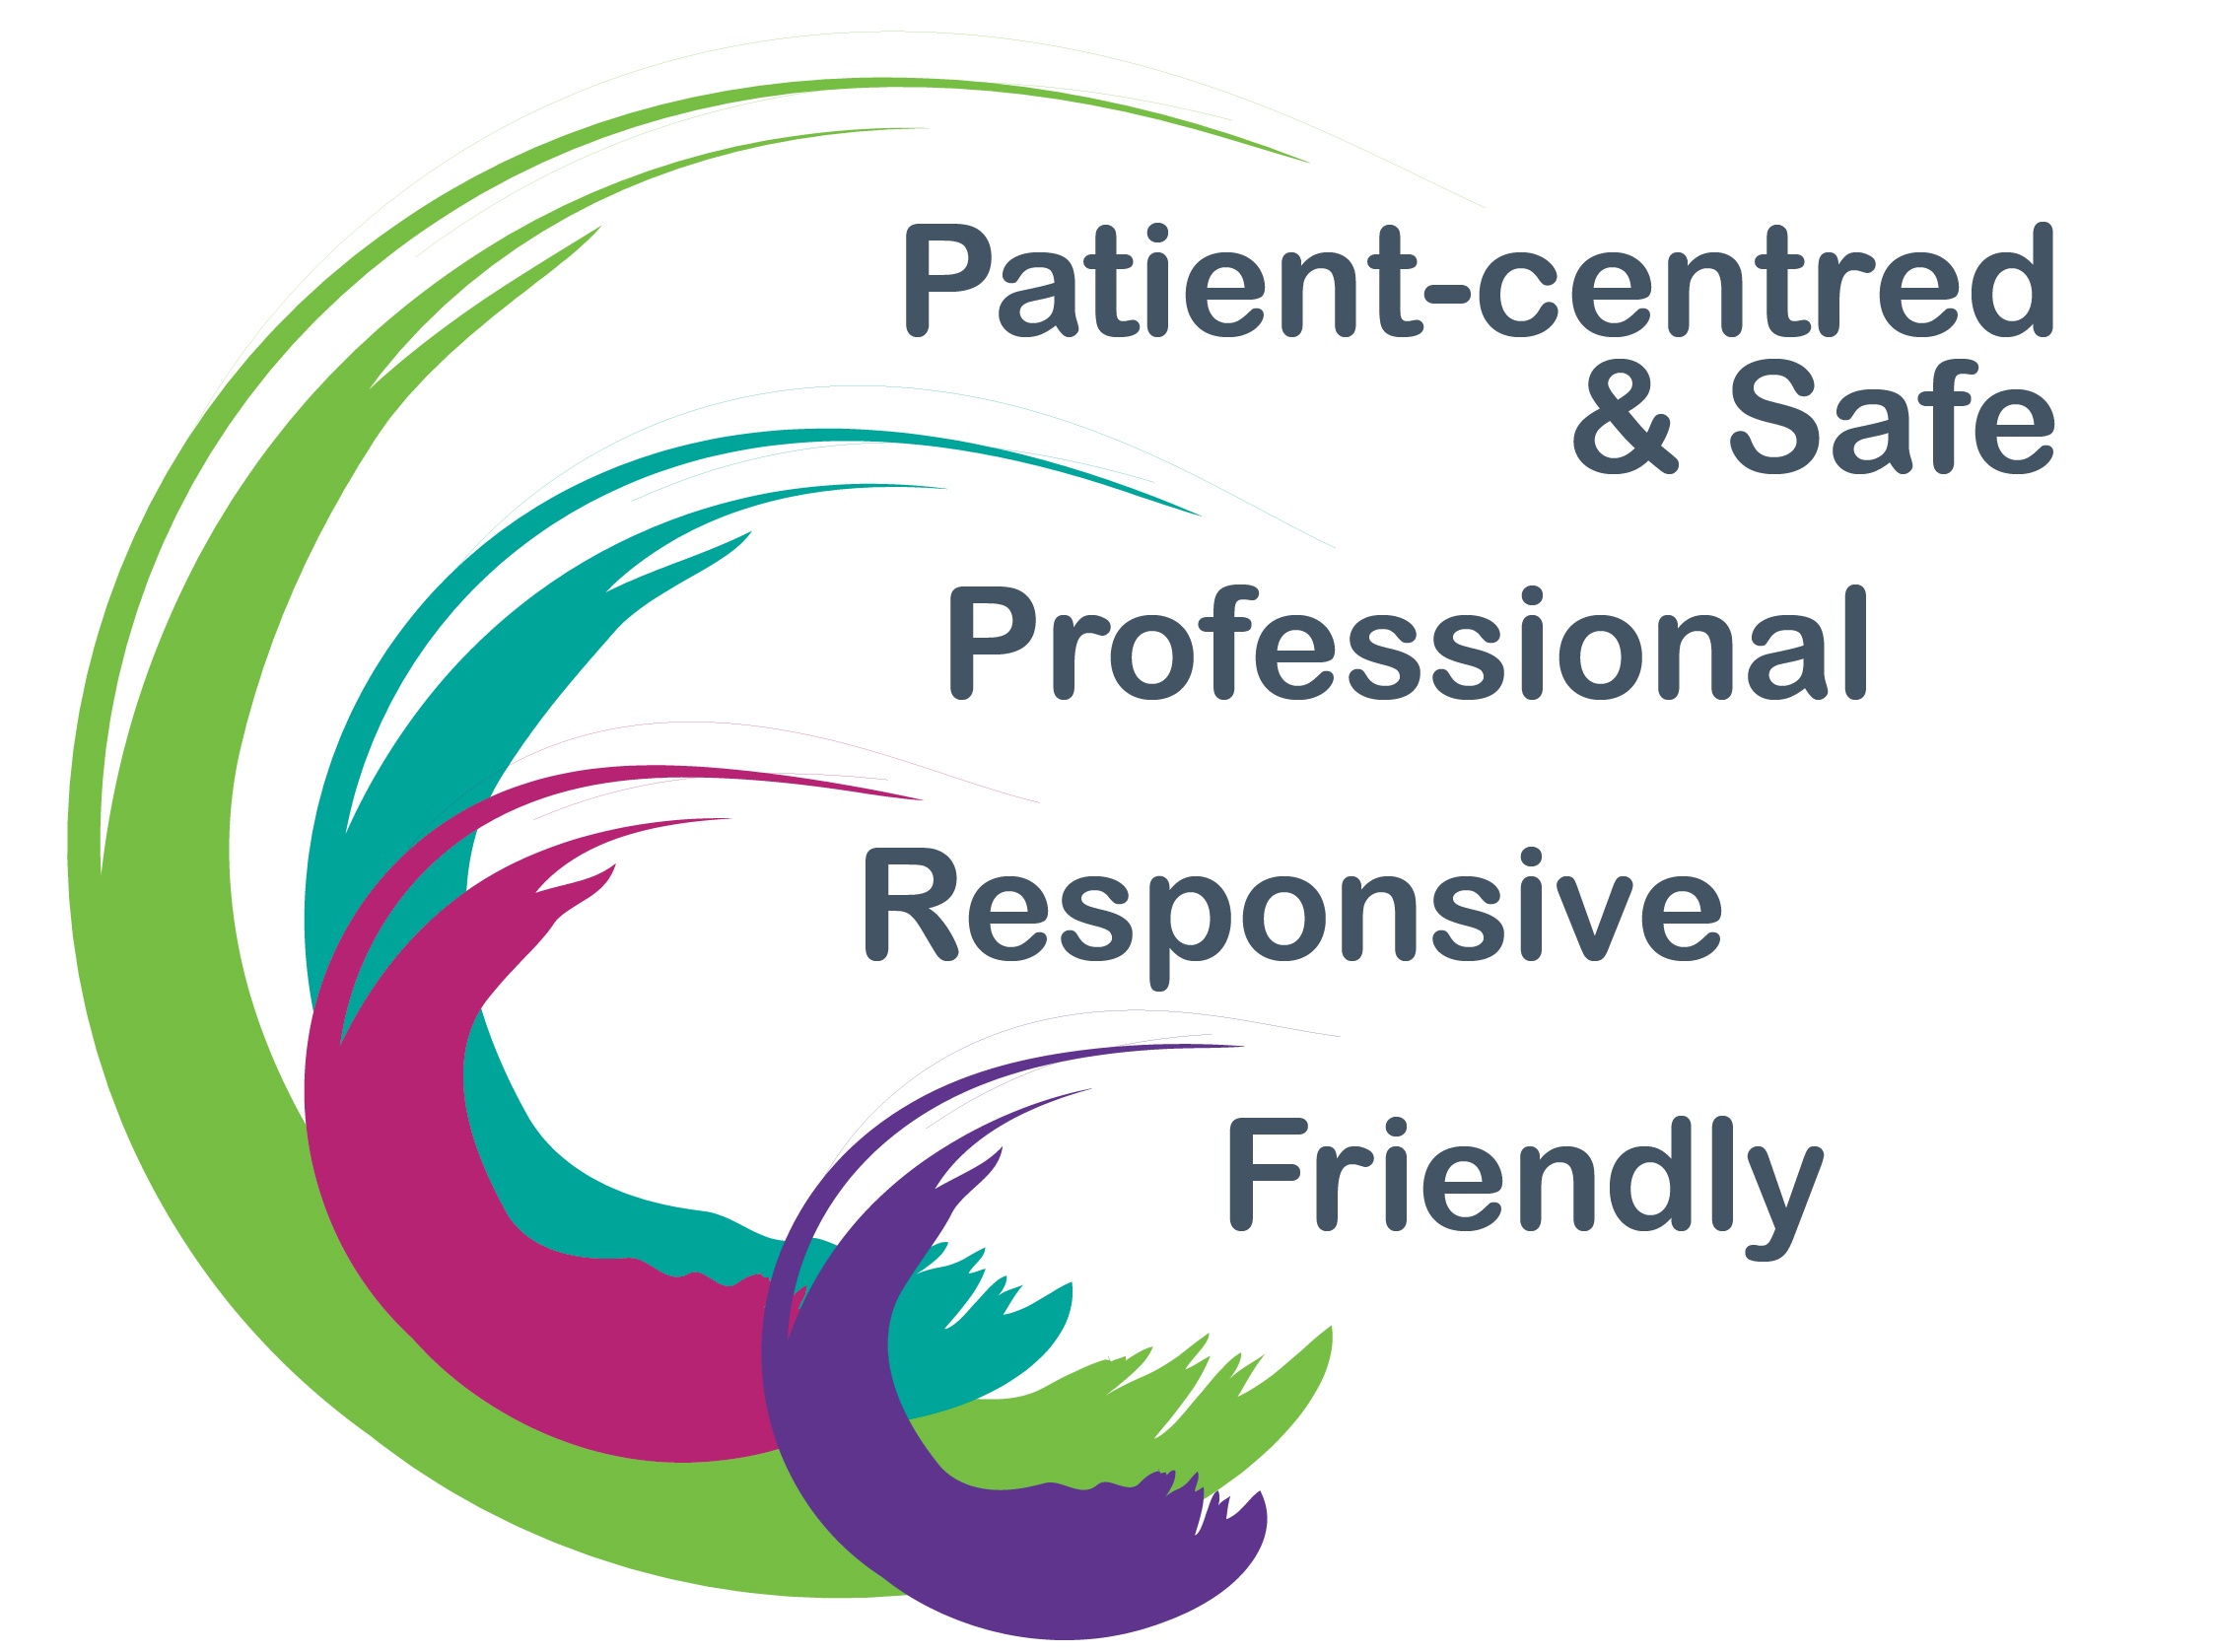 Patient-centred
& Safe
Professional
Responsive
Friendly